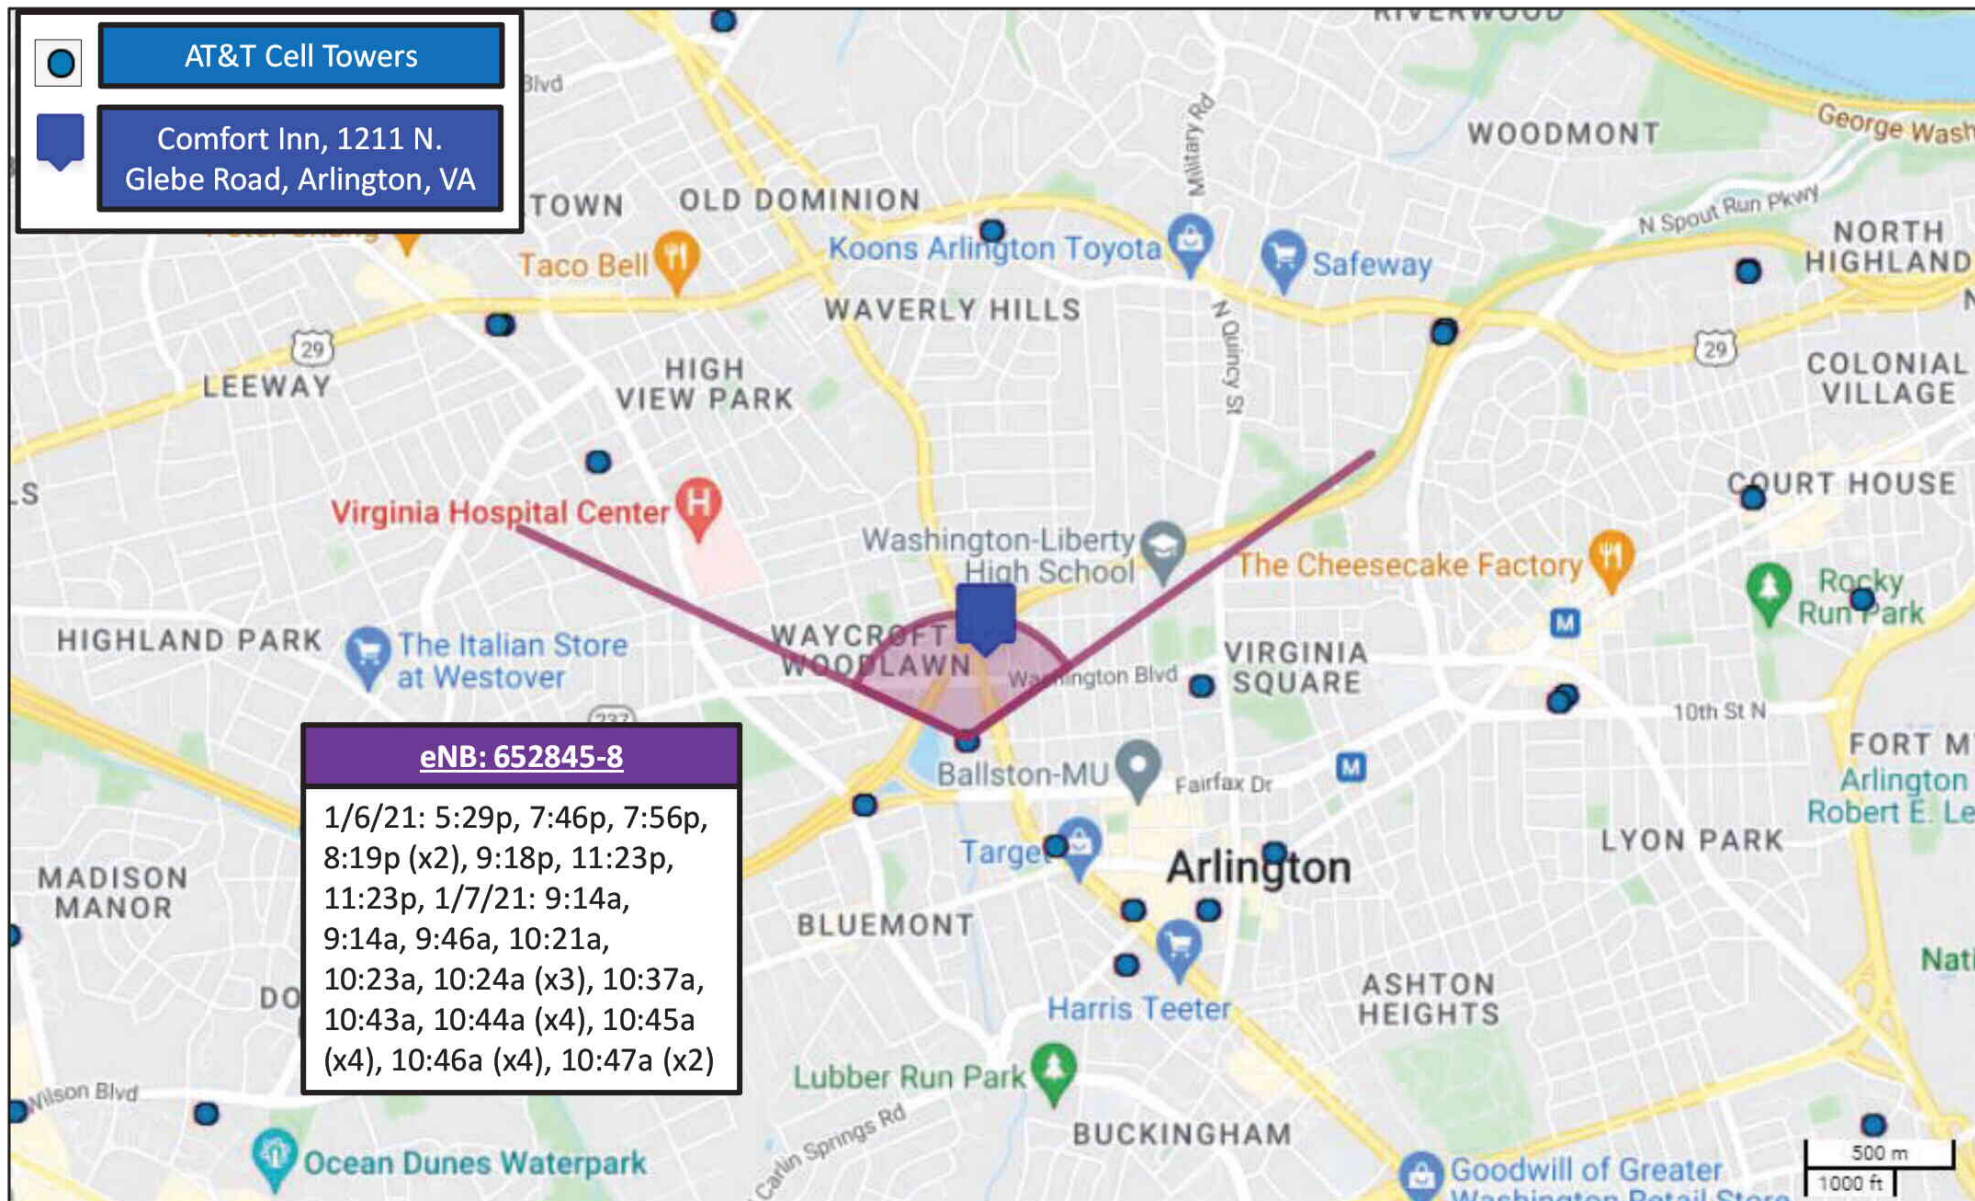 AT&T Cell Towers
Comfort Inn, 1211 N.
Glebe Road, Arlington, VA
RIVERWOOD
Blvd
George Wash
WOODMONT
Military Rd
TOWN
OLD DOMINION
N Spout Run Pkwy
NORTH
HIGHLAND
Taco Bell
Koons Arlington Toyota
Safeway
WAVERLY HILLS
N Quincy St
29
29
LEEWAY
HIGH
VIEW PARK
COLONIAL
VILLAGE
LS
COURT HOUSE
Virginia Hospital Center
H
Washington-Liberty
High School
The Cheesecake Factory
Rocky
Run Park
M
HIGHLAND PARK
The Italian Store
at Westover
WAYCROFT
WOODLAWN
Washington Blvd
VIRGINIA
SQUARE
237
10th St N
eNB: 652845-8
1/6/21: 5:29p, 7:46p, 7:56p,
8:19p (x2), 9:18p, 11:23p,
11:23p, 1/7/21: 9:14a,
9:14a, 9:46a, 10:21a,
10:23a, 10:24a (x3), 10:37a,
10:43a, 10:44a (x4), 10:45a
(x4), 10:46a (x4), 10:47a (x2)
Ballston-MU
Fairfax Dr
M
FORT M
Arlington
Robert E. Le
Target
Arlington
LYON PARK
MADISON
MANOR
BLUEMONT
DO
Harris Teeter
ASHTON
HEIGHTS
Nati
Wilson Blvd
Lubber Run Park
Carlin Springs Rd
BUCKINGHAM
Ocean Dunes Waterpark
Goodwill of Greater
Washington Retail Store
500 m
1000 ft